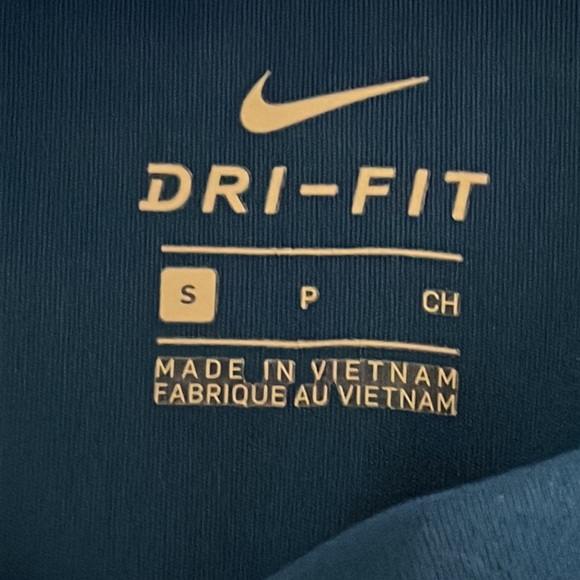 DRI-FIT
S P CH
MADE IN VIETNAM
FABRIQUE AU VIETNAM